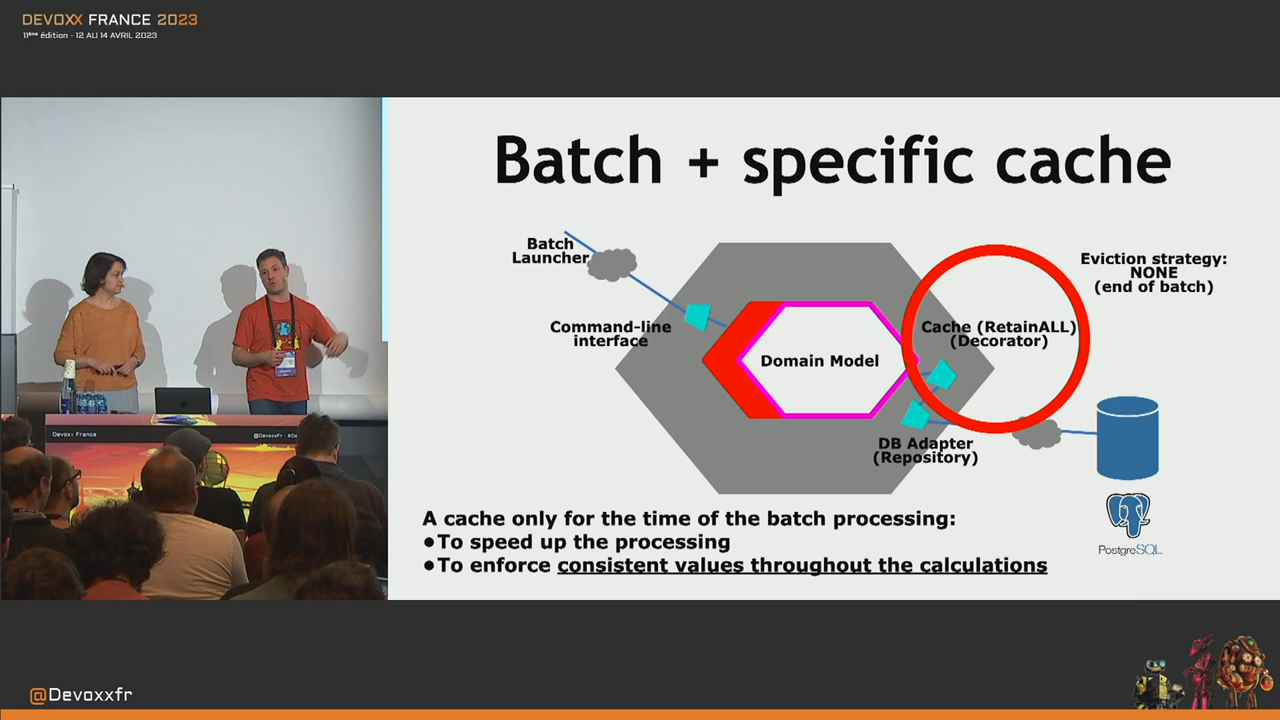 DEVOXX FRANCE 2023
11ème édition - 12 AU 14 AVRIL 2023
Batch + specific cache
Batch
Launcher
Eviction strategy:
NONE
(end of batch)
Command-line
interface
Cache (RetainALL)
(Decorator)
Domain Model
DB Adapter
(Repository)
PostgreSQL
A cache only for the time of the batch processing:
●To speed up the processing
●To enforce consistent values throughout the calculations
Devoxx France
@Devoxxfr